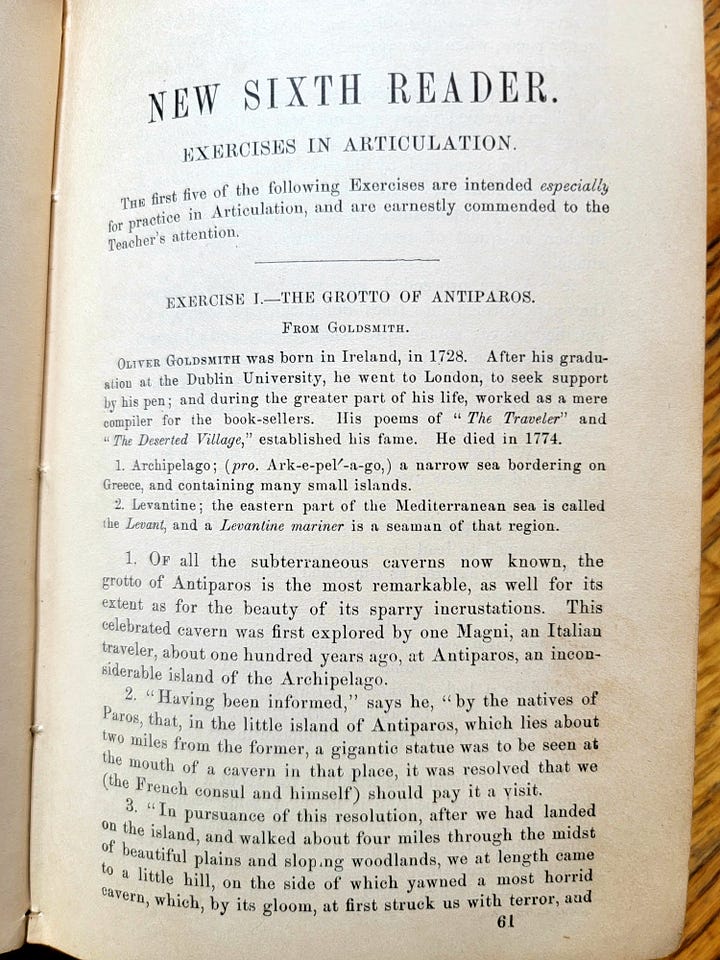 NEW SIXTH READER.
EXERCISES IN ARTICULATION.
THE first five of the following Exercises are intended especially
for practice in Articulation, and are earnestly commended to the
Teacher's attention.
EXERCISE I.—THE GROTTO OF ANTIPAROS.
FROM GOLDSMITH.
OLIVER GOLDSMITH was born in Ireland, in 1728. After his gradu-
ation at the Dublin University, he went to London, to seek support
by his pen; and during the greater part of his life, worked as a mere
compiler for the book-sellers. His poems of "The Traveler" and
"The Deserted Village," established his fame. He died in 1774.
1. Archipelago; (pro. Ark-e-pel′-a-go,) a narrow sea bordering on
Greece, and containing many small islands.
2. Levantine; the eastern part of the Mediterranean sea is called
the Levant, and a Levantine mariner is a seaman of that region.
1. OF all the subterraneous caverns now known, the
grotto of Antiparos is the most remarkable, as well for its
extent as for the beauty of its sparry incrustations. This
celebrated cavern was first explored by one Magni, an Italian
traveler, about one hundred years ago, at Antiparos, an incon-
siderable island of the Archipelago.
2. "Having been informed," says he, "by the natives of
Paros, that, in the little island of Antiparos, which lies about
two miles from the former, a gigantic statue was to be seen at
the mouth of a cavern in that place, it was resolved that we
(the French consul and himself) should pay it a visit.
3. "In pursuance of this resolution, after we had landed
on the island, and walked about four miles through the midst
of beautiful plains and sloping woodlands, we at length came
to a little hill, on the side of which yawned a most horrid
cavern, which, by its gloom, at first struck us with terror, and
61